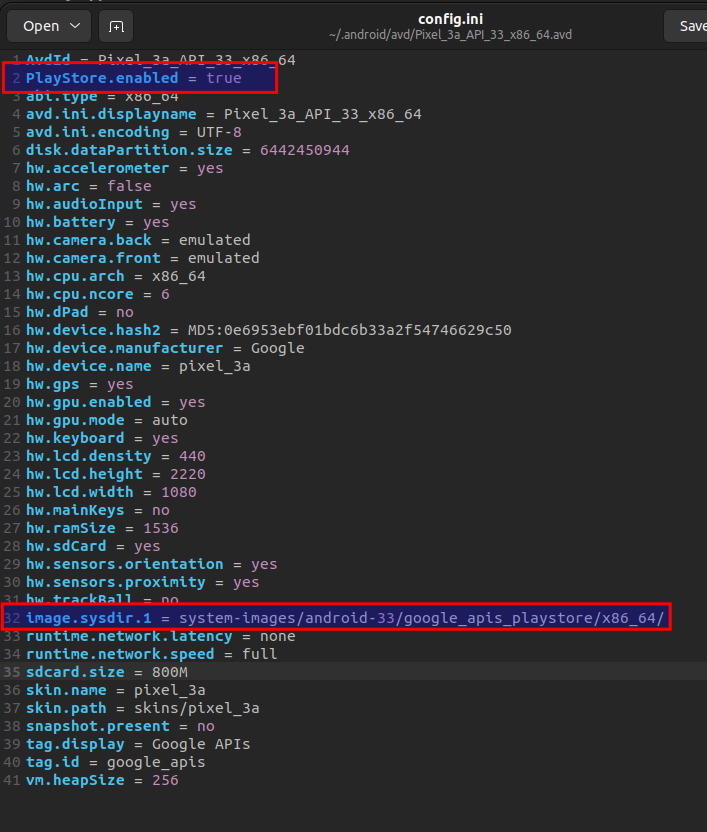 Open
config.ini
~/.android/avd/Pixel_3a_API_33_x86_64.avd
Save
1 AvdId = Pixel_3a_API_33_x86_64
2 PlayStore.enabled = true
3 abi.type = x86_64
4 avd.ini.displayname = Pixel_3a_API_33_x86_64
5 avd.ini.encoding = UTF-8
6 disk.dataPartition.size = 6442450944
7 hw.accelerometer = yes
8 hw.arc = false
9 hw.audioInput = yes
10 hw.battery = yes
11 hw.camera.back = emulated
12 hw.camera.front = emulated
13 hw.cpu.arch = x86_64
14 hw.cpu.ncore = 6
15 hw.dPad = no
16 hw.device.hash2 = MD5:0e6953ebf01bdc6b33a2f54746629c50
17 hw.device.manufacturer = Google
18 hw.device.name = pixel_3a
19 hw.gps = yes
20 hw.gpu.enabled = yes
21 hw.gpu.mode = auto
22 hw.keyboard = yes
23 hw.lcd.density = 440
24 hw.lcd.height = 2220
25 hw.lcd.width = 1080
26 hw.mainKeys = no
27 hw.ramSize = 1536
28 hw.sdCard = yes
29 hw.sensors.orientation = yes
30 hw.sensors.proximity = yes
31 hw.trackBall = no
32 image.sysdir.1 = system-images/android-33/google_apis_playstore/x86_64/
33 runtime.network.latency = none
34 runtime.network.speed = full
35 sdcard.size = 800M
36 skin.name = pixel_3a
37 skin.path = skins/pixel_3a
38 snapshot.present = no
39 tag.display = Google APIs
40 tag.id = google_apis
41 vm.heapSize = 256